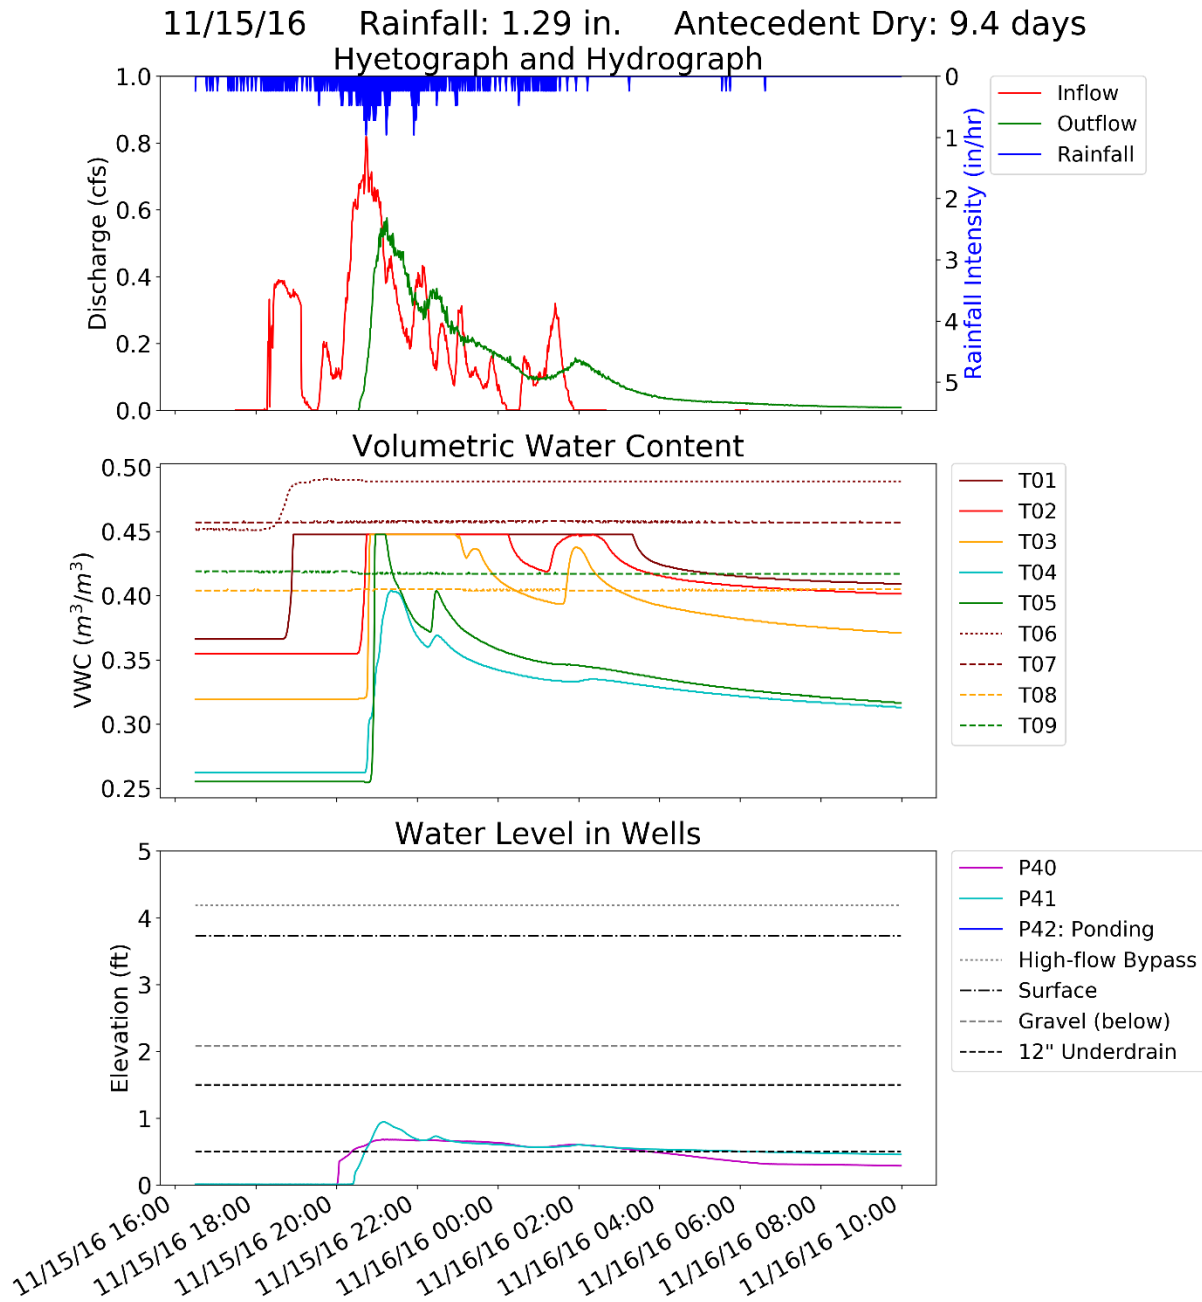 11/15/16 Rainfall: 1.29 in. Antecedent Dry: 9.4 days
Hyetograph and Hydrograph
1.0
0.8
0.6
0.4
0.2
0.0
Discharge (cfs)
0
1
2
3
4
5
Rainfall Intensity (in/hr)
Inflow
Outflow
Rainfall
Volumetric Water Content
0.50
0.45
0.40
0.35
0.30
0.25
VWC (m³/m³)
T01
T02
T03
T04
T05
T06
T07
T08
T09
Water Level in Wells
5
4
3
2
1
0
Elevation (ft)
P40
P41
P42: Ponding
High-flow Bypass
Surface
Gravel (below)
12" Underdrain
11/15/16 16:00
11/15/16 18:00
11/15/16 20:00
11/15/16 22:00
11/16/16 00:00
11/16/16 02:00
11/16/16 04:00
11/16/16 06:00
11/16/16 08:00
11/16/16 10:00